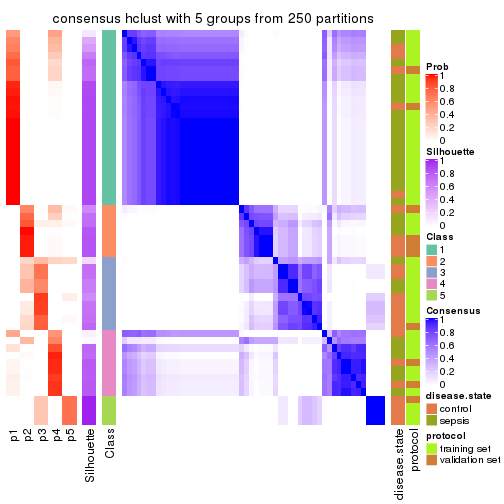 consensus hclust with 5 groups from 250 partitions
Prob
1
0.8
0.6
0.4
0.2
0
Silhouette
1
0.8
0.6
0.4
0.2
0
Class
1
2
3
4
5
Consensus
1
0.8
0.6
0.4
0.2
0
disease.state
control
sepsis
protocol
training set
validation set
p1
p2
p3
p4
p5
Silhouette
Class
disease.state
protocol